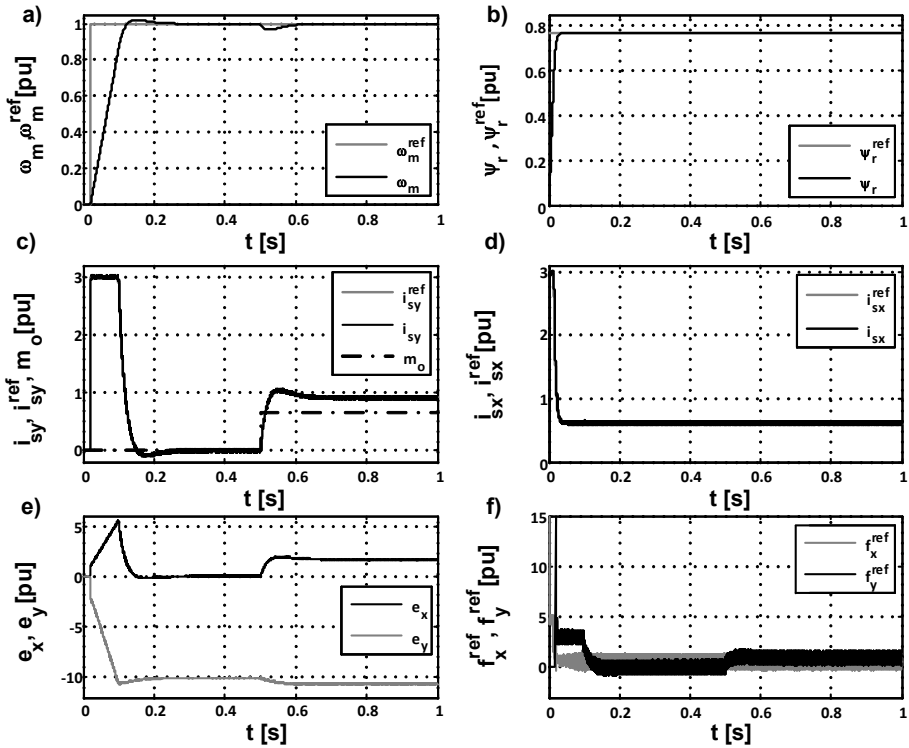 a)
ω_m,ω_m^ref [pu]
1
0.8
0.6
0.4
0.2
0
ω_m^ref
ω_m
0 0.2 0.4 0.6 0.8 1
t [s]
b)
ψ_r , ψ_r^ref [pu]
0.8
0.6
0.4
0.2
0
ψ_r^ref
ψ_r
0 0.2 0.4 0.6 0.8 1
t [s]
c)
i_sy, i_sy^ref, m_o [pu]
3
2
1
0
i_sy^ref
i_sy
m_o
0 0.2 0.4 0.6 0.8 1
t [s]
d)
i_sx, i_sx^ref [pu]
3
2
1
0
i_sx^ref
i_sx
0 0.2 0.4 0.6 0.8 1
t [s]
e)
e_x, e_y [pu]
5
0
-5
-10
e_x
e_y
0 0.2 0.4 0.6 0.8 1
t [s]
f)
f_x^ref , f_y^ref [pu]
15
10
5
0
f_x^ref
f_y^ref
0 0.2 0.4 0.6 0.8 1
t [s]